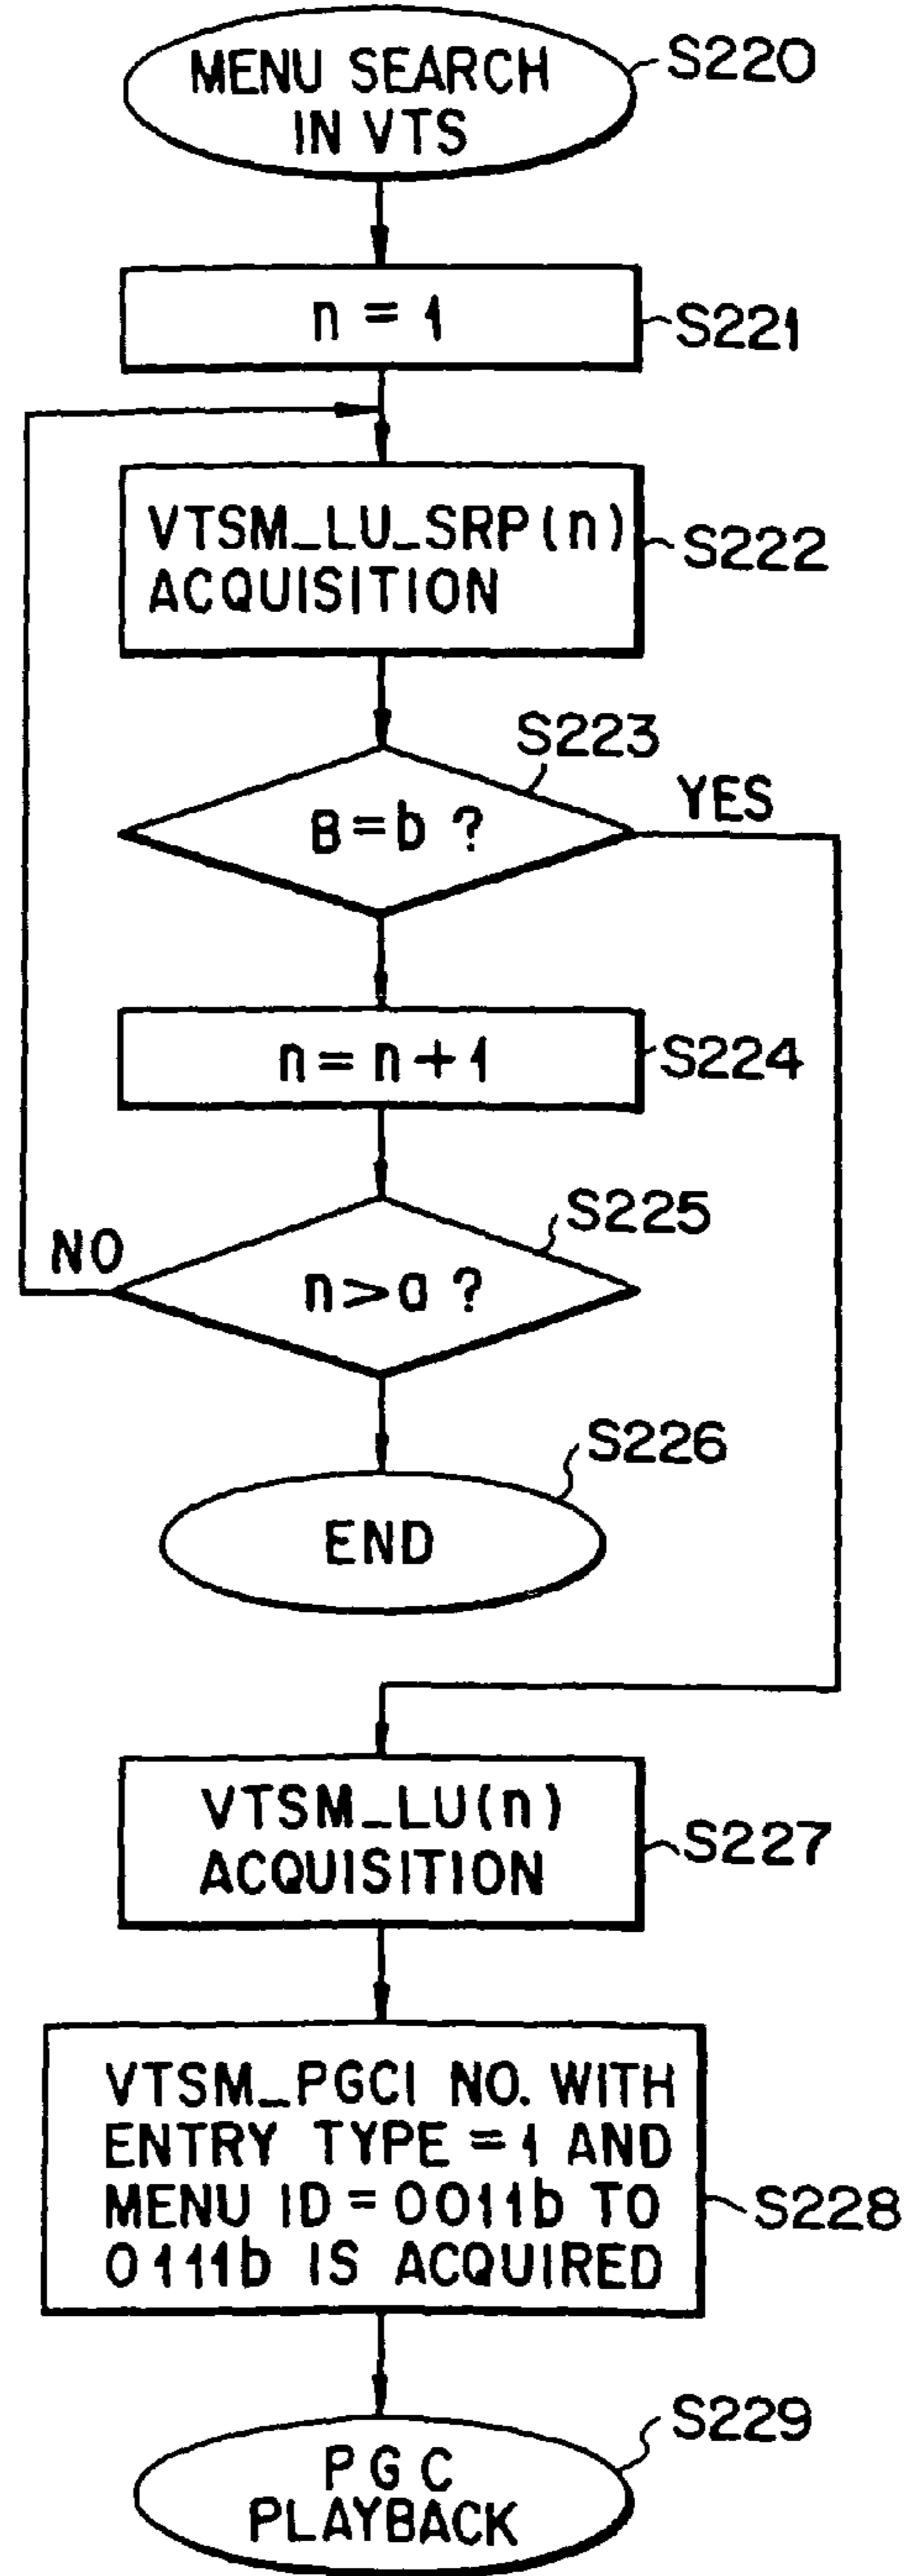 MENU SEARCH
IN VTS
S220
n = 1
S221
VTSM_LU_SRP(n)
ACQUISITION
S222
S223
B=b ?
YES
n=n+1
S224
S225
NO
n>a ?
S226
END
VTSM_LU(n)
ACQUISITION
S227
VTSM_PGCI NO. WITH
ENTRY TYPE=1 AND
MENU ID=0011b TO
0111b IS ACQUIRED
S228
S229
PGC
PLAYBACK